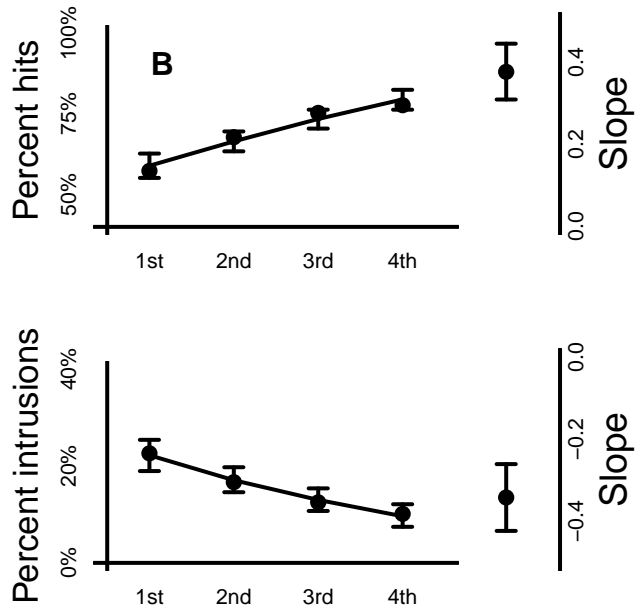 B
Percent hits
100%
75%
50%
1st 2nd 3rd 4th
0.4
0.2
0.0
Slope
Percent intrusions
40%
20%
0%
1st 2nd 3rd 4th
0.0
−0.2
−0.4
Slope